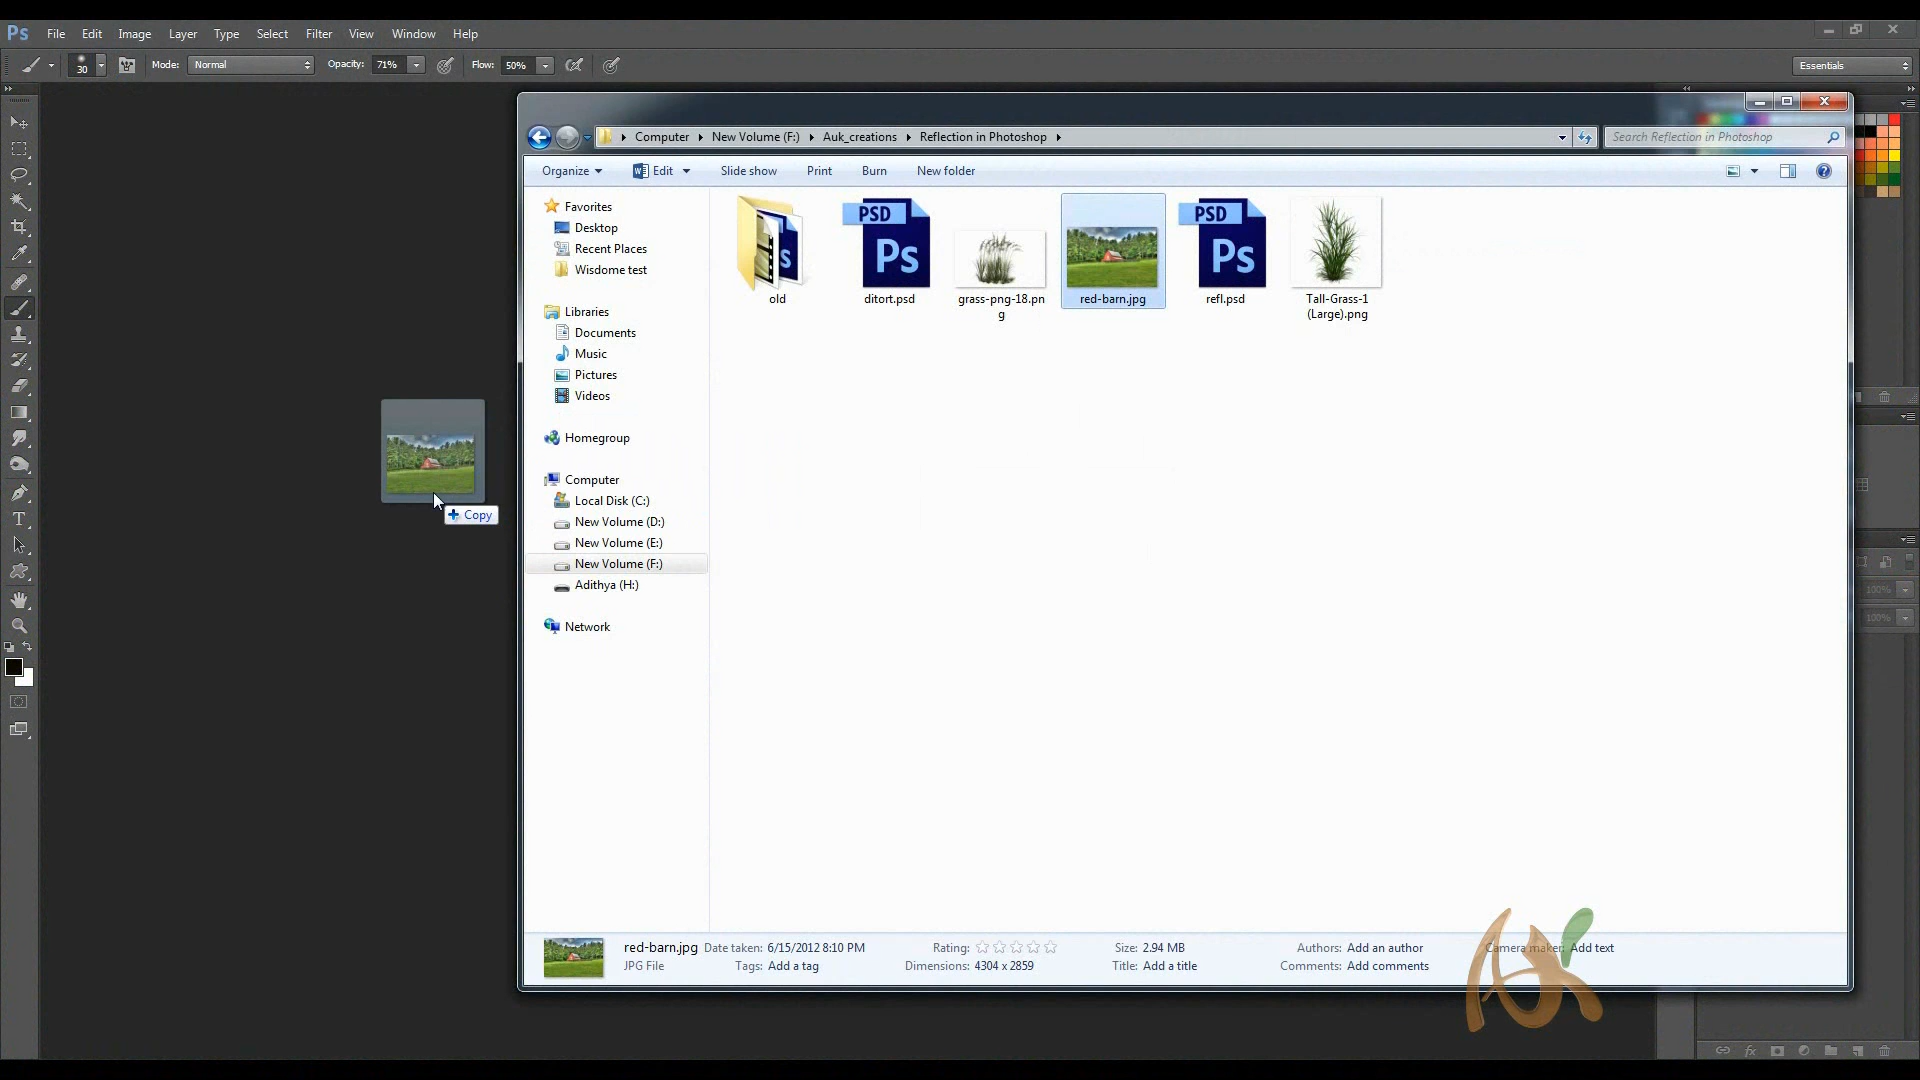 Ps File Edit Image Layer Type Select Filter View Window Help
30 Mode: Normal Opacity: 71% Flow: 50% Essentials
Computer New Volume (F:) Auk_creations Reflection in Photoshop Search Reflection in Photoshop
Organize Edit Slide show Print Burn New folder
Favorites
Desktop
Recent Places
Wisdome test
Libraries
Documents
Music
Pictures
Videos
Homegroup
Computer
Local Disk (C:)
New Volume (D:)
New Volume (E:)
New Volume (F:)
Adithya (H:)
Network
old
PSD
Ps
ditort.psd
grass-png-18.pn
g
red-barn.jpg
PSD
Ps
refl.psd
Tall-Grass-1
(Large).png
Copy
T
100%
100%
red-barn.jpg Date taken: 6/15/2012 8:10 PM Rating: Size: 2.94 MB Authors: Add an author Camera maker: Add text
JPG File Tags: Add a tag Dimensions: 4304 x 2859 Title: Add a title Comments: Add comments
fx